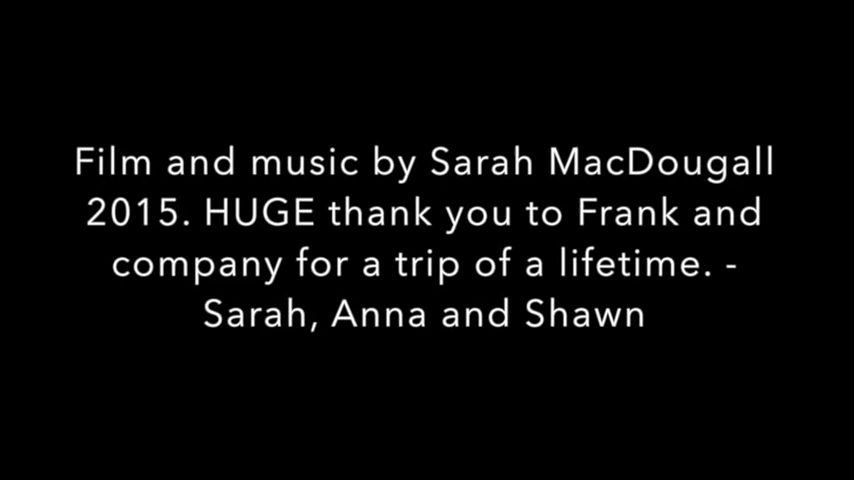 Film and music by Sarah MacDougall
2015. HUGE thank you to Frank and
company for a trip of a lifetime. -
Sarah, Anna and Shawn